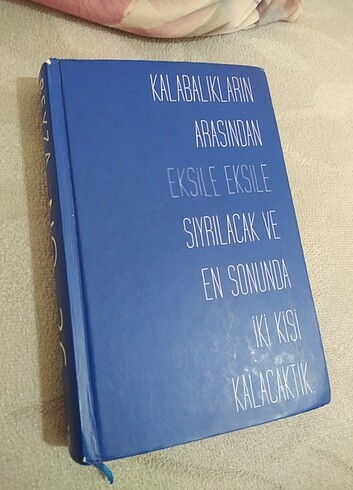 KALABALIKLARIN
ARASINDAN
EKSİLE EKSİLE
SIYRILACAK VE
EN SONUNDA
İKİ KİŞİ
KALACAKTIK.